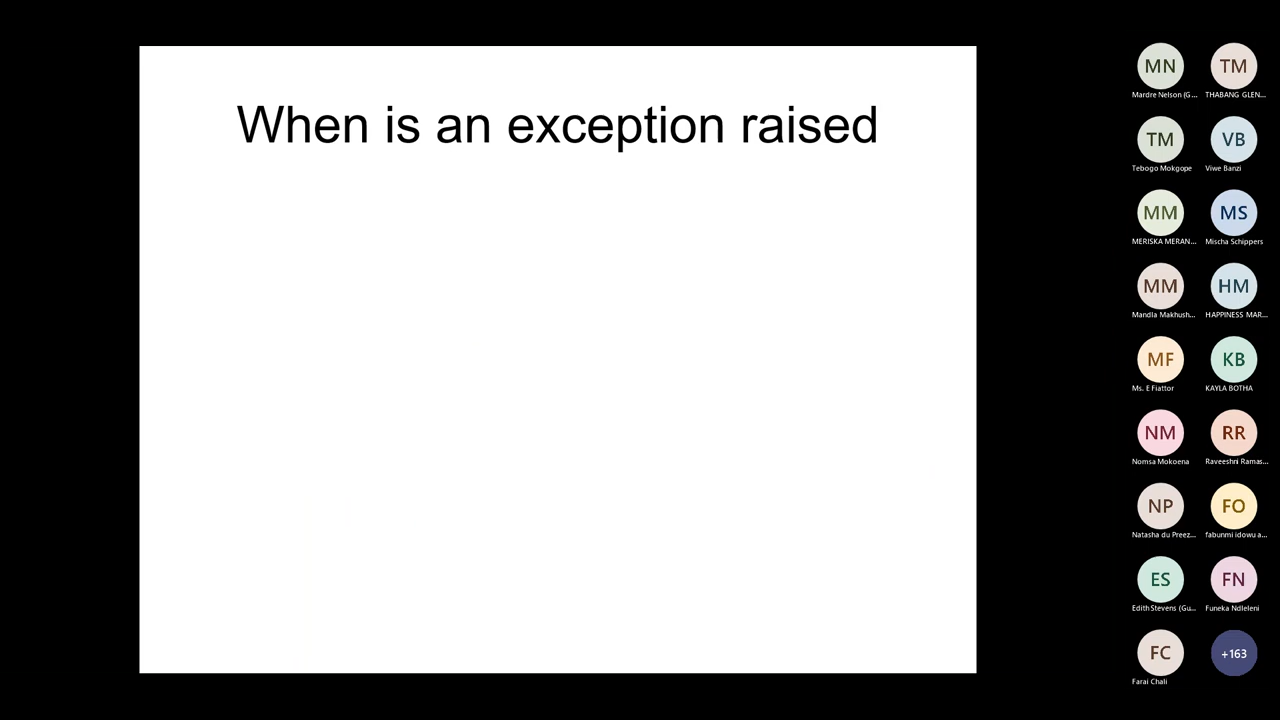 When is an exception raised
MN TM
Mardre Nelson (G... THABANG GLEN...
TM VB
Tebogo Mokgope Viwe Banzi
MM MS
MERISKA MERAN... Mischa Schippers
MM HM
Mandla Makhush... HAPPINESS MAR...
MF KB
Ms. E Fiattor KAYLA BOTHA
NM RR
Nomsa Mokoena Raveeshni Ramas...
NP FO
Natasha du Preez... fabunmi idowu a...
ES FN
Edith Stevens (Gu... Funeka Ndleleni
FC +163
Farai Chali